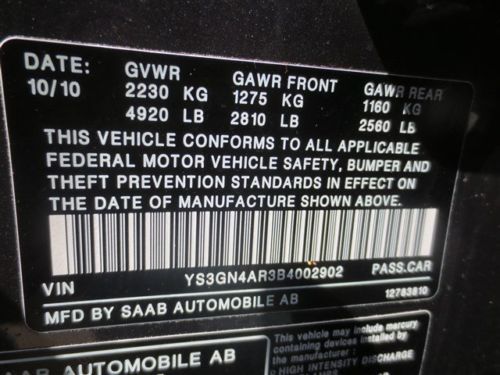 DATE: GVWR GAWR FRONT GAWR REAR
10/10 2230 KG 1275 KG 1160 KG
4920 LB 2810 LB 2560 LB
THIS VEHICLE CONFORMS TO ALL APPLICABLE
FEDERAL MOTOR VEHICLE SAFETY, BUMPER AND
THEFT PREVENTION STANDARDS IN EFFECT ON
THE DATE OF MANUFACTURE SHOWN ABOVE.
YS3GN4AR3B4002902 PASS.CAR
VIN 12783810
MFD BY SAAB AUTOMOBILE AB
AUTOMOBILE AB
This vehicle may include mercury
containing devices installed by
the manufacturer :
HIGH INTENSITY DISCHARGE